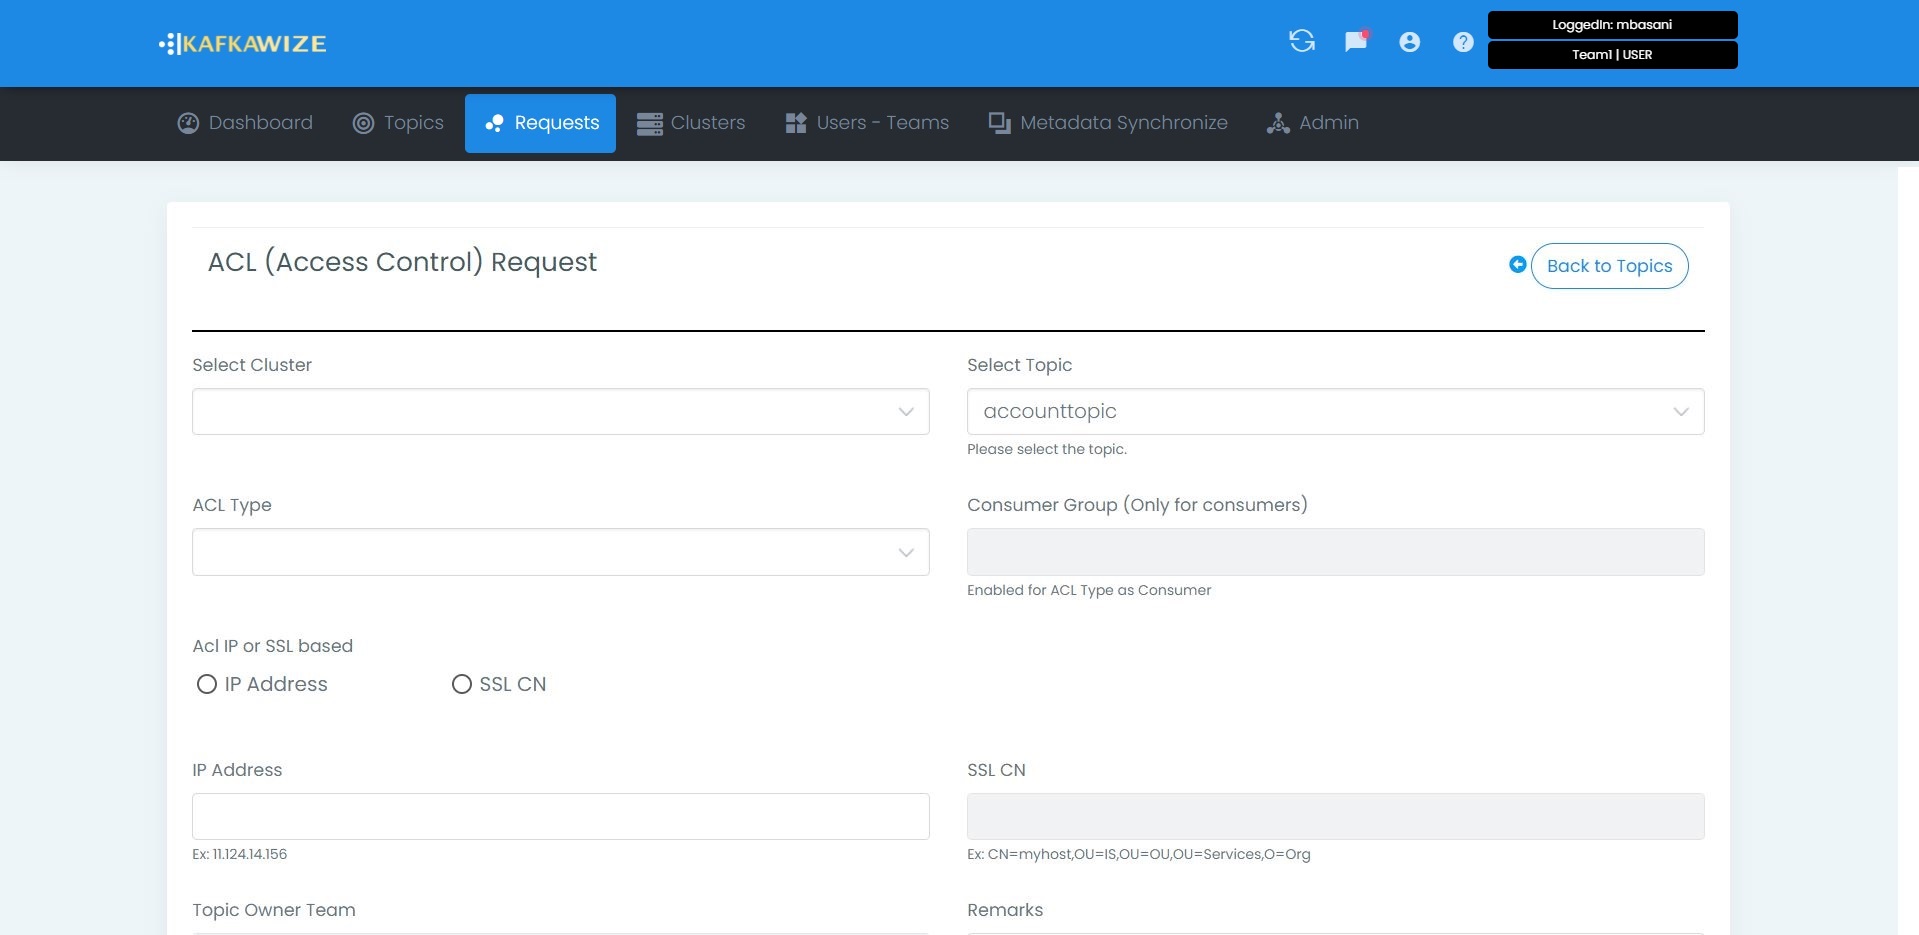 KAFKAWIZE
LoggedIn: mbasani
Team1 | USER
Dashboard
Topics
Requests
Clusters
Users - Teams
Metadata Synchronize
Admin
ACL (Access Control) Request
Back to Topics
Select Cluster
Select Topic
accounttopic
Please select the topic.
ACL Type
Consumer Group (Only for consumers)
Enabled for ACL Type as Consumer
Acl IP or SSL based
IP Address
SSL CN
IP Address
SSL CN
Ex: 11.124.14.156
Ex: CN=myhost,OU=IS,OU=OU,OU=Services,O=Org
Topic Owner Team
Remarks